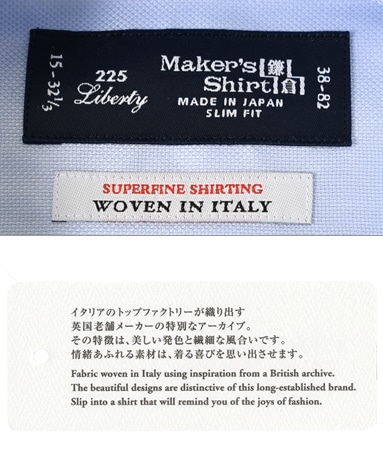 15 - 32 1/3
225
Liberty
Maker's
Shirt 鎌倉
MADE IN JAPAN
SLIM FIT
38 - 82
SUPERFINE SHIRTING
WOVEN IN ITALY
イタリアのトップファクトリーが織り出す
英国老舗メーカーの特別なアーカイブ。
その特徴は、美しい発色と繊細な風合いです。
情緒あふれる素材は、着る喜びを思い出させます。
Fabric woven in Italy using inspiration from a British archive.
The beautiful designs are distinctive of this long-established brand.
Slip into a shirt that will remind you of the joys of fashion.